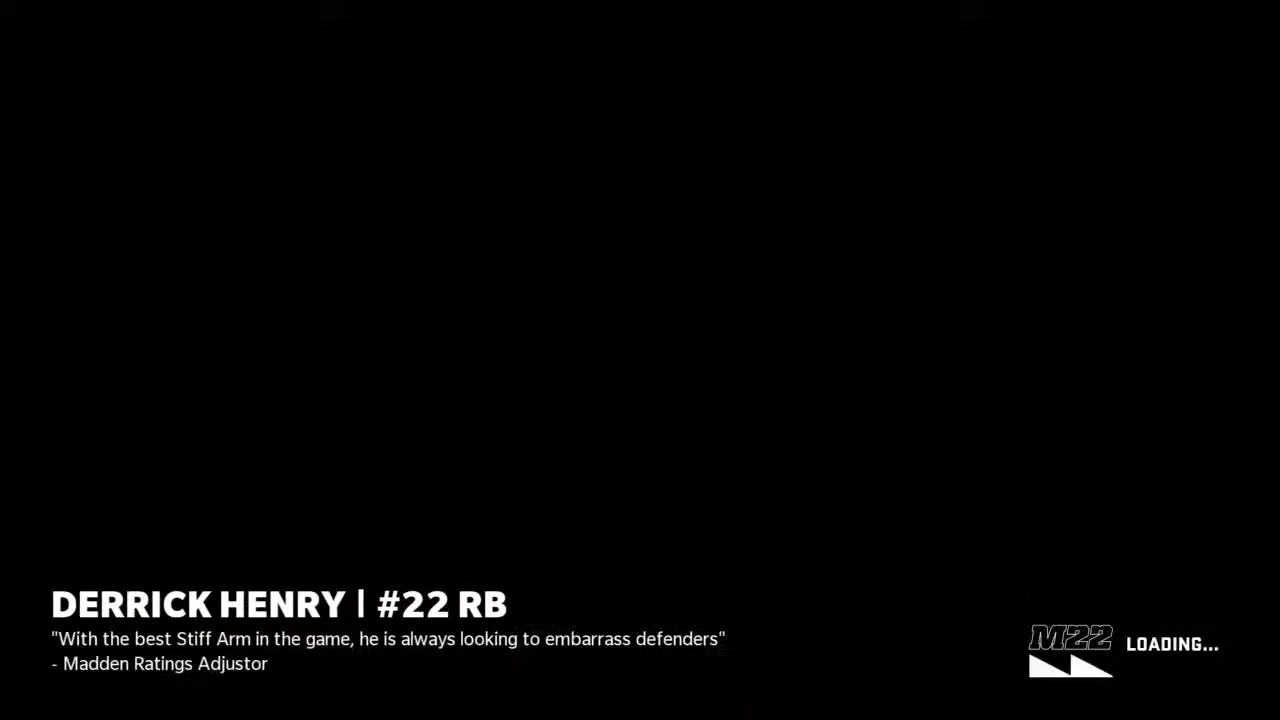 DERRICK HENRY | #22 RB
"With the best Stiff Arm in the game, he is always looking to embarrass defenders"
- Madden Ratings Adjustor
M22
LOADING...